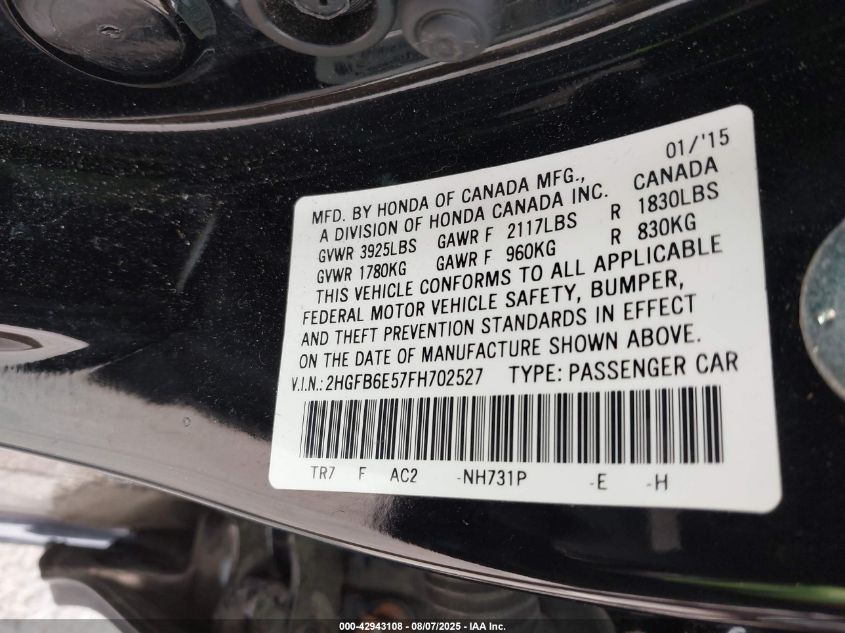 01/'15
MFD. BY HONDA OF CANADA MFG.,
A DIVISION OF HONDA CANADA INC. CANADA
GVWR 3925LBS GAWR F 2117LBS R 1830LBS
GVWR 1780KG GAWR F 960KG R 830KG
THIS VEHICLE CONFORMS TO ALL APPLICABLE
FEDERAL MOTOR VEHICLE SAFETY, BUMPER,
AND THEFT PREVENTION STANDARDS IN EFFECT
ON THE DATE OF MANUFACTURE SHOWN ABOVE.
V.I.N.: 2HGFB6E57FH702527 TYPE: PASSENGER CAR
TR7 F AC2 -NH731P -E -H
000-42943108 - 08/07/2025 - IAA Inc.